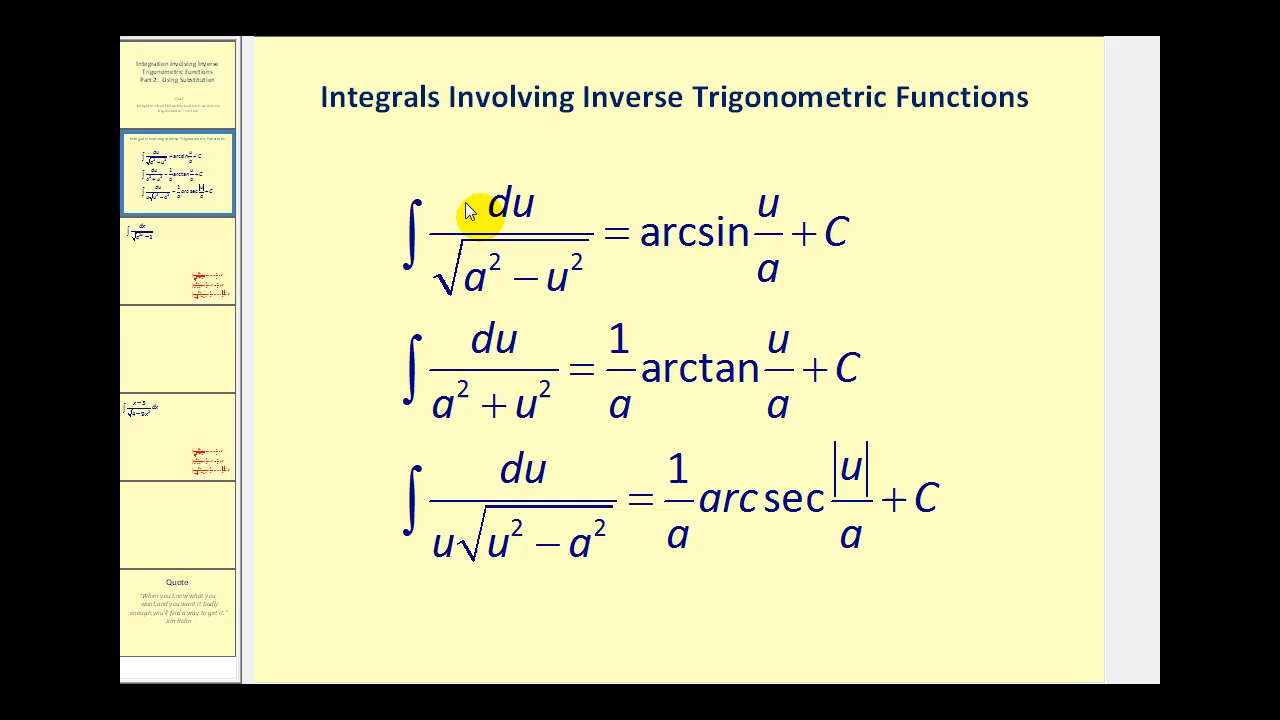 Integration Involving Inverse
Trigonometric Functions
Part 2: Using Substitution
Integrals Involving Inverse Trigonometric Functions
∫ du/√(a² − u²) = arcsin u/a + C
∫ du/(a² + u²) = 1/a arctan u/a + C
∫ du/(u√(u² − a²)) = 1/a arc sec |u|/a + C
Quote
"When you know what you
want, and you want it badly
enough, you'll find a way to get it."
Jim Rohn